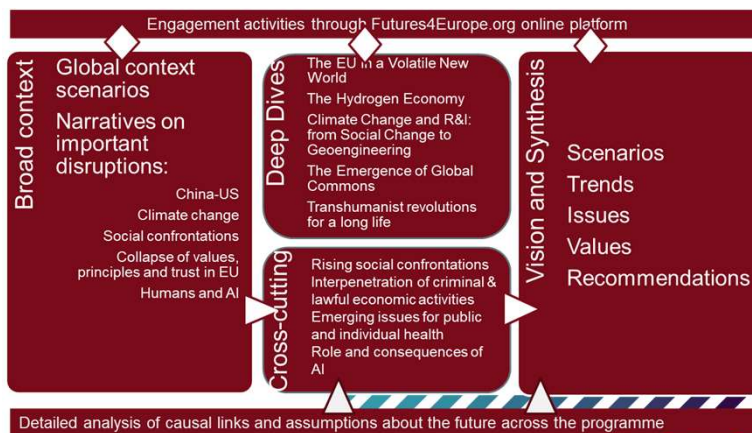 Engagement activities through Futures4Europe.org online platform
Broad context
Global context
scenarios
Narratives on
important
disruptions:
China-US
Climate change
Social confrontations
Collapse of values,
principles and trust in EU
Humans and AI
Deep Dives
The EU in a Volatile New
World
The Hydrogen Economy
Climate Change and R&I:
from Social Change to
Geoengineering
The Emergence of Global
Commons
Transhumanist revolutions
for a long life
Cross-cutting
Rising social confrontations
Interpenetration of criminal &
lawful economic activities
Emerging issues for public
and individual health
Role and consequences of
AI
Vision and Synthesis
Scenarios
Trends
Issues
Values
Recommendations
Detailed analysis of causal links and assumptions about the future across the programme